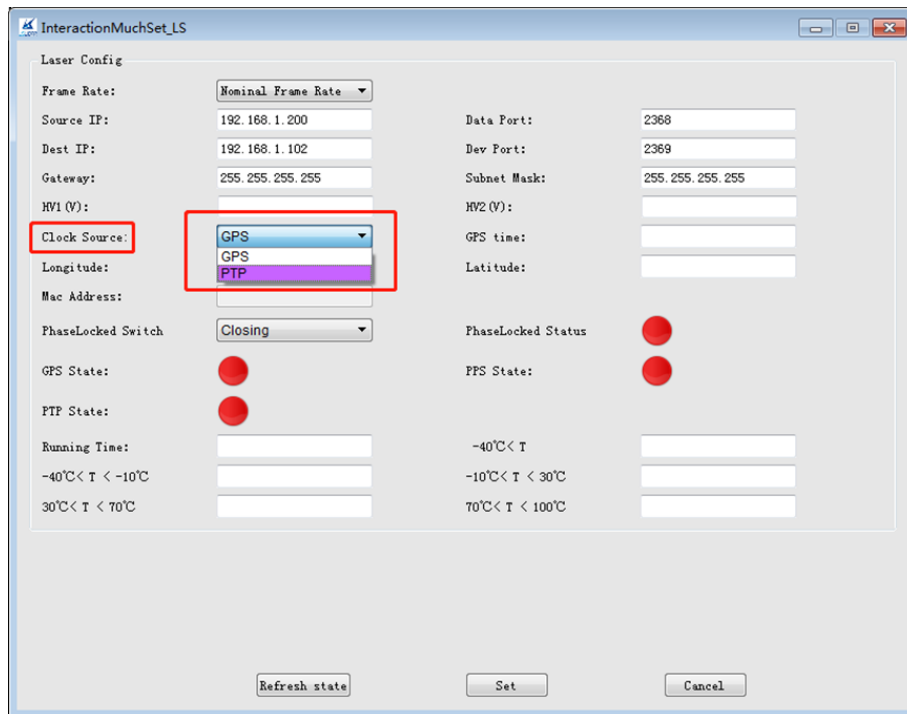 InteractionMuchSet_LS
Laser Config
Frame Rate: Nominal Frame Rate
Source IP: 192.168.1.200 Data Port: 2368
Dest IP: 192.168.1.102 Dev Port: 2369
Gateway: 255.255.255.255 Subnet Mask: 255.255.255.255
HV1(V): HV2(V):
Clock Source: GPS GPS time:
GPS
Longitude: PTP Latitude:
Mac Address:
PhaseLocked Switch Closing PhaseLocked Status
GPS State: PPS State:
PTP State:
Running Time: -40℃< T
-40℃< T < -10℃ -10℃< T < 30℃
30℃< T < 70℃ 70℃< T < 100℃
Refresh state Set Cancel